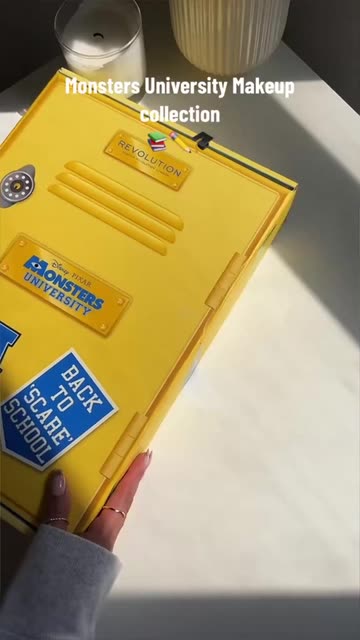 Monsters University Makeup
collection
REVOLUTION
Disney · PIXAR
MONSTERS
UNIVERSITY
BACK
TO
'SCARE'
SCHOOL